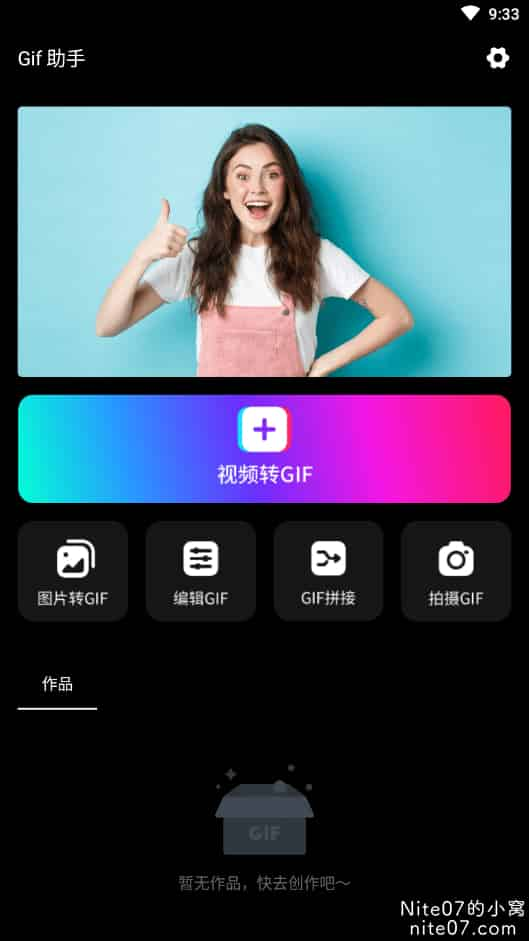 9:33
Gif 助手
视频转GIF
图片转GIF
编辑GIF
GIF拼接
拍摄GIF
作品
GIF
暂无作品，快去创作吧～
Nite07的小窝
nite07.com